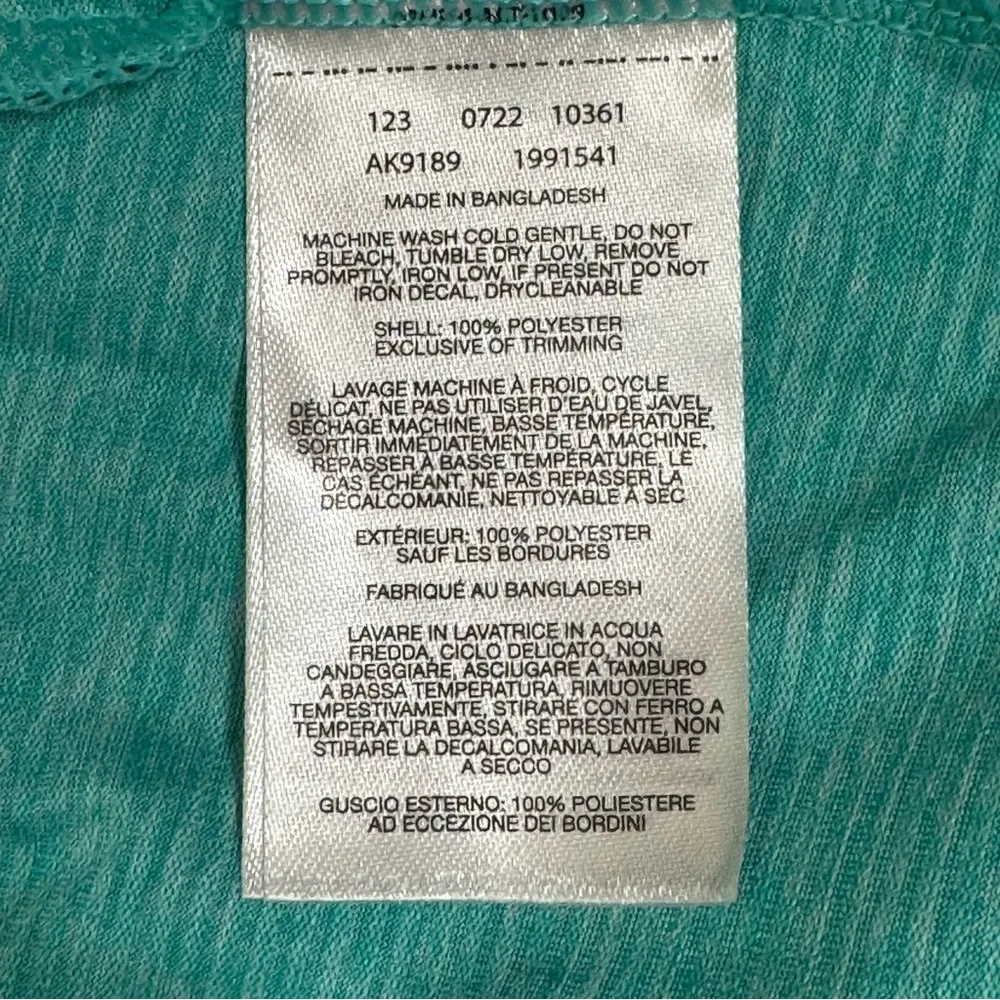 123 0722 10361
AK9189 1991541
MADE IN BANGLADESH
MACHINE WASH COLD GENTLE, DO NOT
BLEACH, TUMBLE DRY LOW, REMOVE
PROMPTLY, IRON LOW, IF PRESENT DO NOT
IRON DECAL, DRYCLEANABLE
SHELL: 100% POLYESTER
EXCLUSIVE OF TRIMMING
LAVAGE MACHINE À FROID, CYCLE
DÉLICAT, NE PAS UTILISER D'EAU DE JAVEL,
SÉCHAGE MACHINE, BASSE TEMPÉRATURE,
SORTIR IMMÉDIATEMENT DE LA MACHINE,
REPASSER À BASSE TEMPÉRATURE, LE
CAS ÉCHÉANT, NE PAS REPASSER LA
DÉCALCOMANIE, NETTOYABLE À SEC
EXTÉRIEUR: 100% POLYESTER
SAUF LES BORDURES
FABRIQUÉ AU BANGLADESH
LAVARE IN LAVATRICE IN ACQUA
FREDDA, CICLO DELICATO, NON
CANDEGGIARE, ASCIUGARE A TAMBURO
A BASSA TEMPERATURA, RIMUOVERE
TEMPESTIVAMENTE, STIRARE CON FERRO A
TEMPERATURA BASSA, SE PRESENTE, NON
STIRARE LA DECALCOMANIA, LAVABILE
A SECCO
GUSCIO ESTERNO: 100% POLIESTERE
AD ECCEZIONE DEI BORDINI